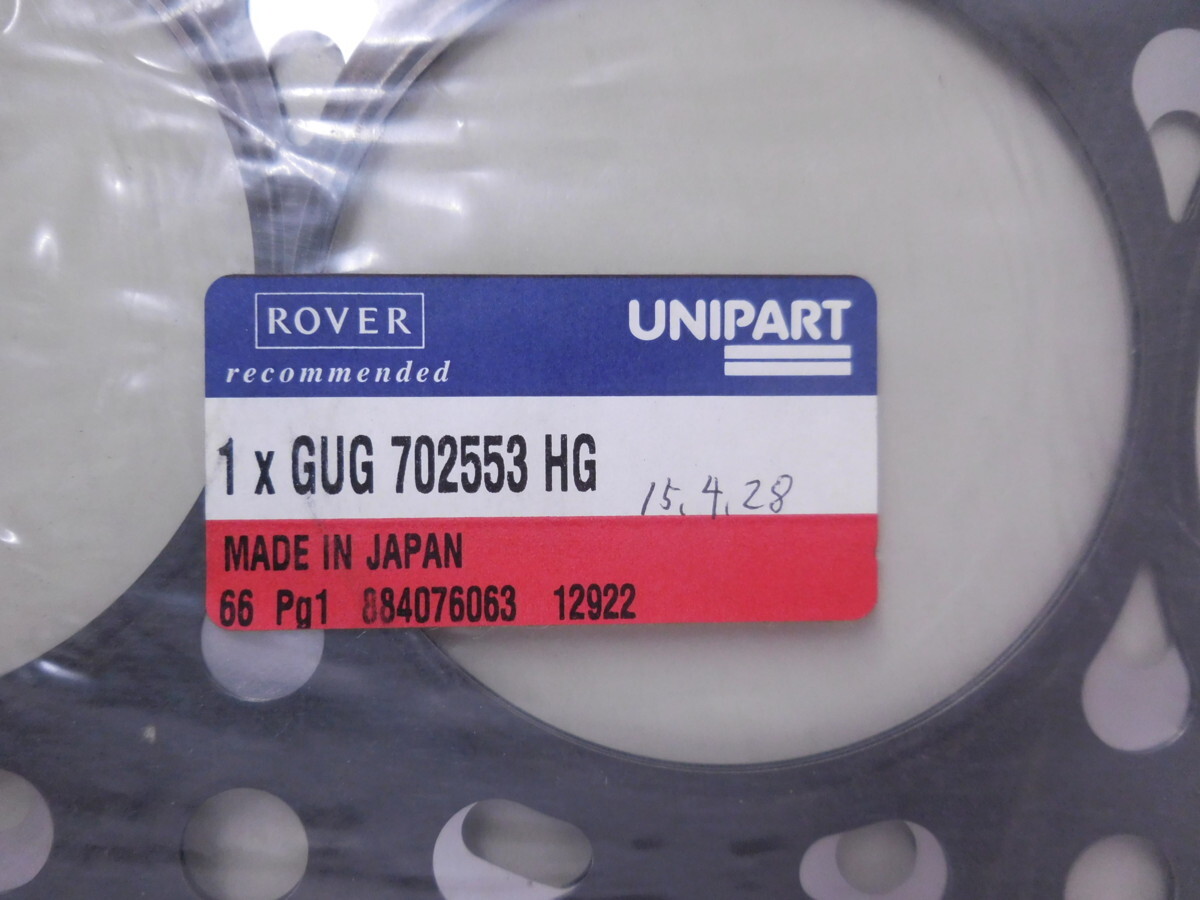 ROVER
recommended
UNIPART
1 x GUG 702553 HG
15.4.28
MADE IN JAPAN
66 Pg1 884076063 12922